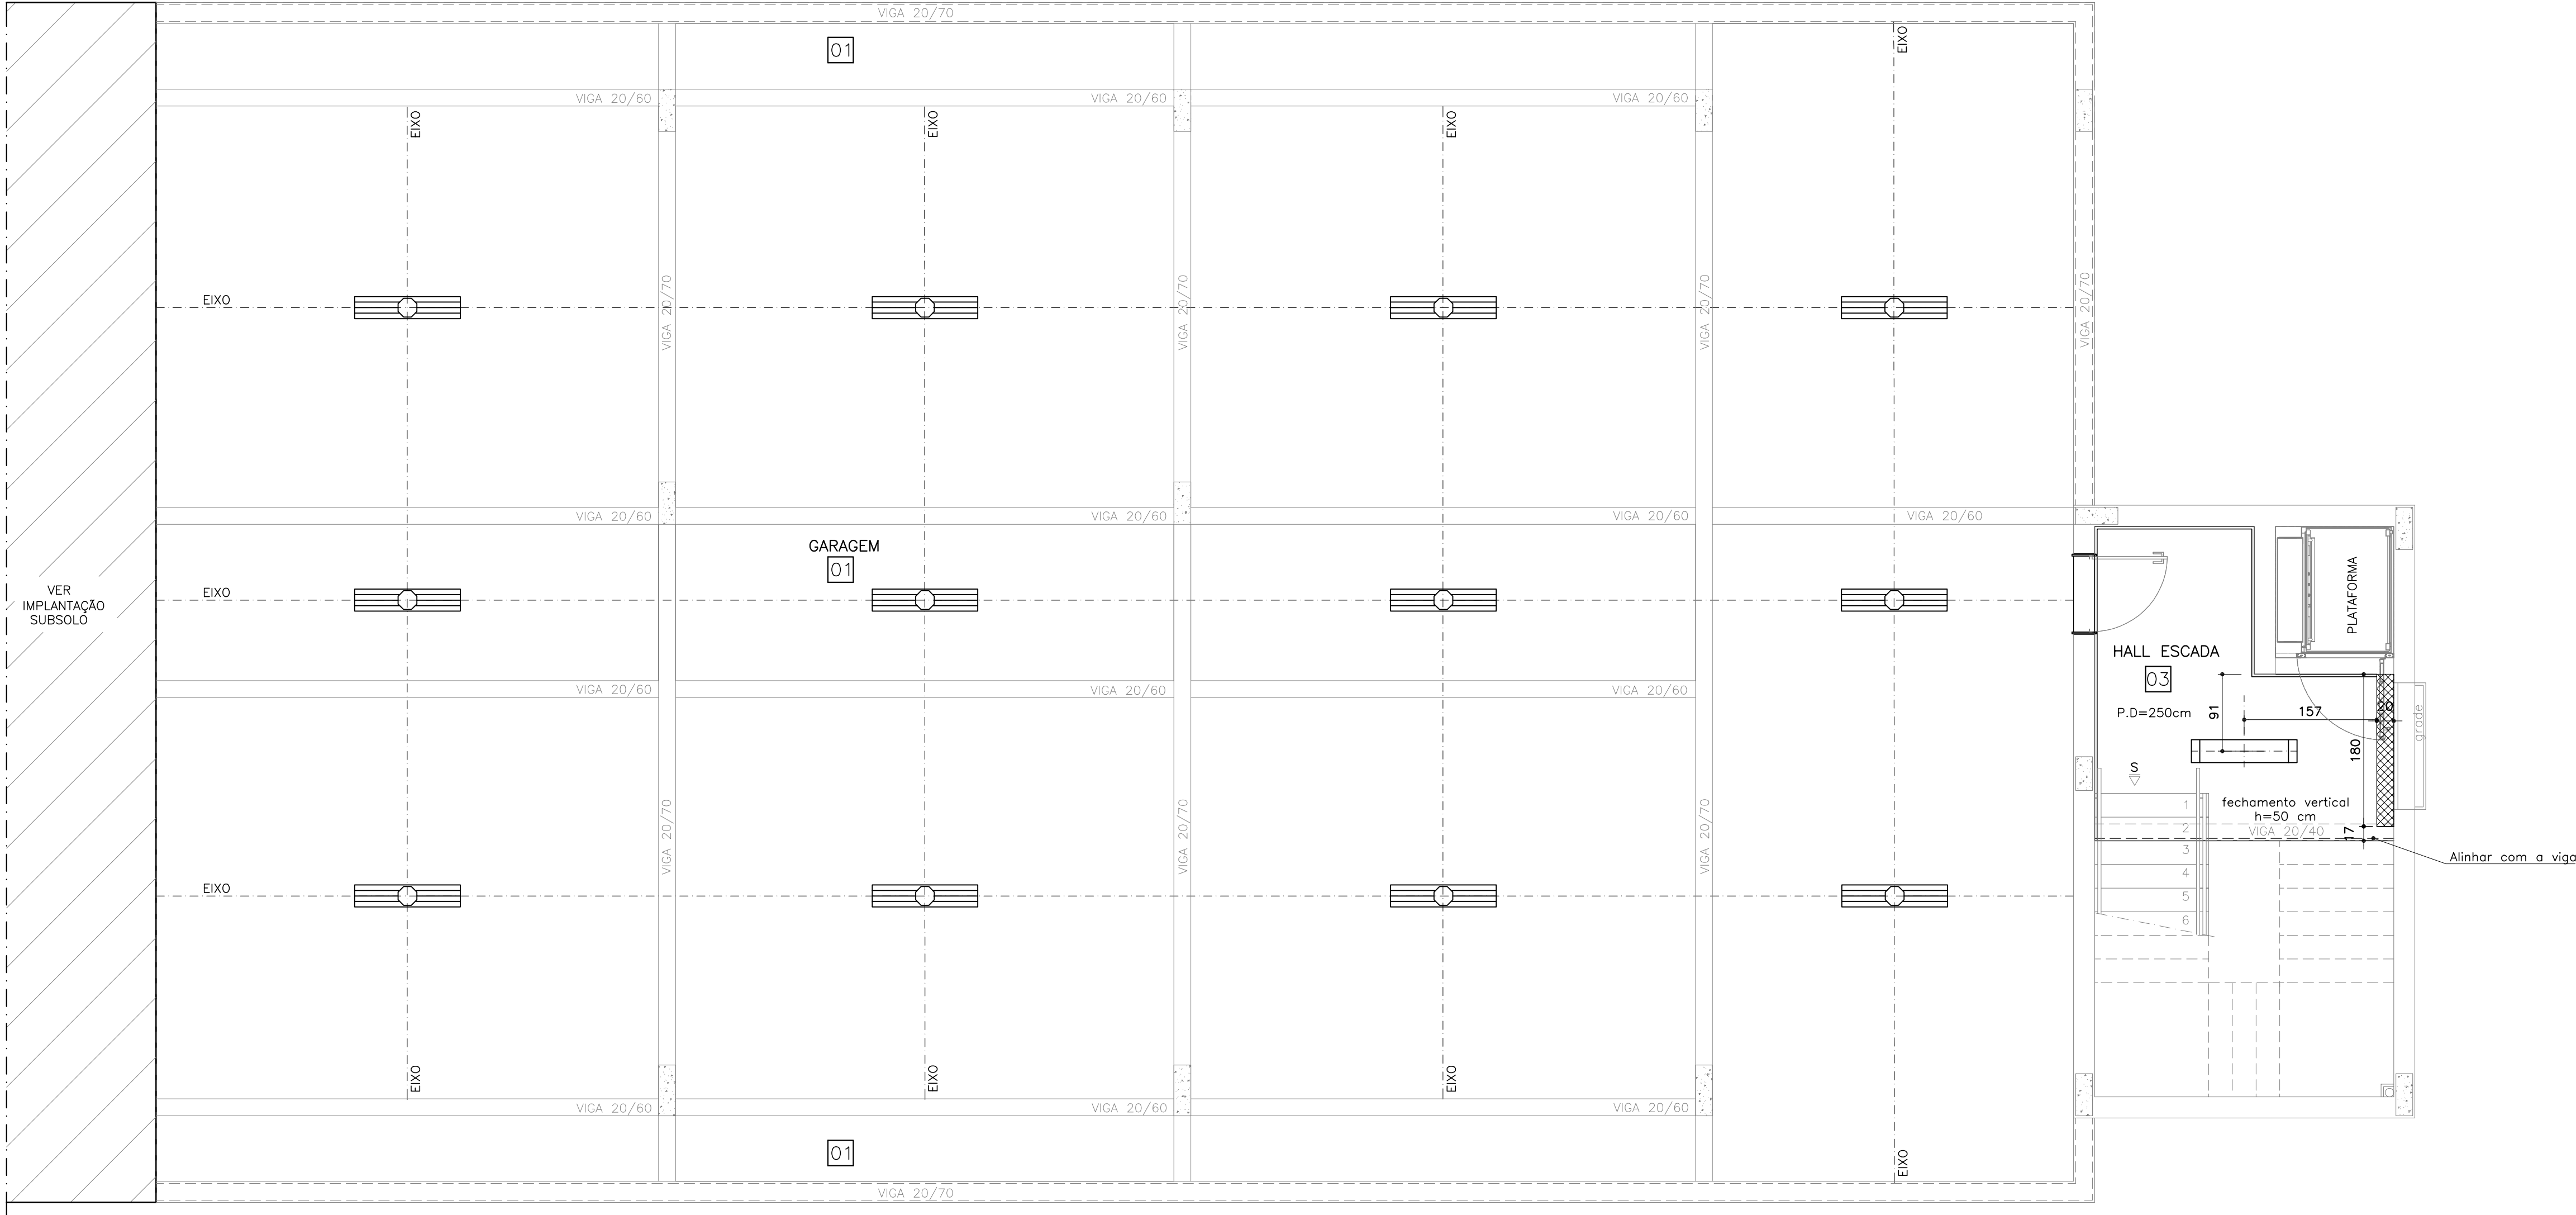 VIGA 20/70
01
EIXO
VIGA 20/60
VIGA 20/60
VIGA 20/60
EIXO
EIXO
EIXO
VIGA 20/70
VIGA 20/70
VIGA 20/70
VIGA 20/70
EIXO
VIGA 20/60
VIGA 20/60
VIGA 20/60
VIGA 20/60
GARAGEM
01
EIXO
VER
IMPLANTAÇÃO
SUBSOLO
PLATAFORMA
HALL ESCADA
03
P.D=250cm
91
157
20
grade
180
VIGA 20/60
VIGA 20/60
VIGA 20/60
S
1
fechamento vertical
h=50 cm
2
VIGA 20/40
17
3
Alinhar com a viga
4
5
6
VIGA 20/70
VIGA 20/70
VIGA 20/70
EIXO
EIXO
EIXO
EIXO
VIGA 20/60
VIGA 20/60
VIGA 20/60
01
EIXO
VIGA 20/70